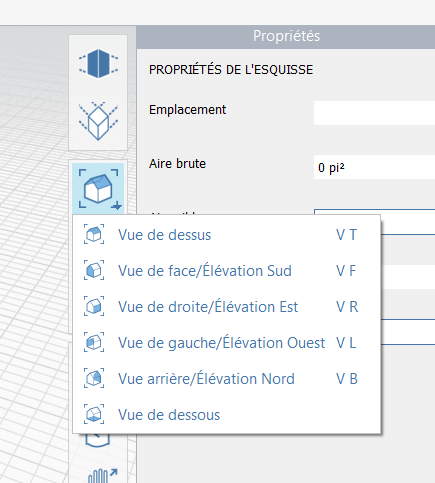 Propriétés
PROPRIÉTÉS DE L'ESQUISSE
Emplacement
Aire brute
0 pi²
Vue de dessus V T
Vue de face/Élévation Sud V F
Vue de droite/Élévation Est V R
Vue de gauche/Élévation Ouest V L
Vue arrière/Élévation Nord V B
Vue de dessous